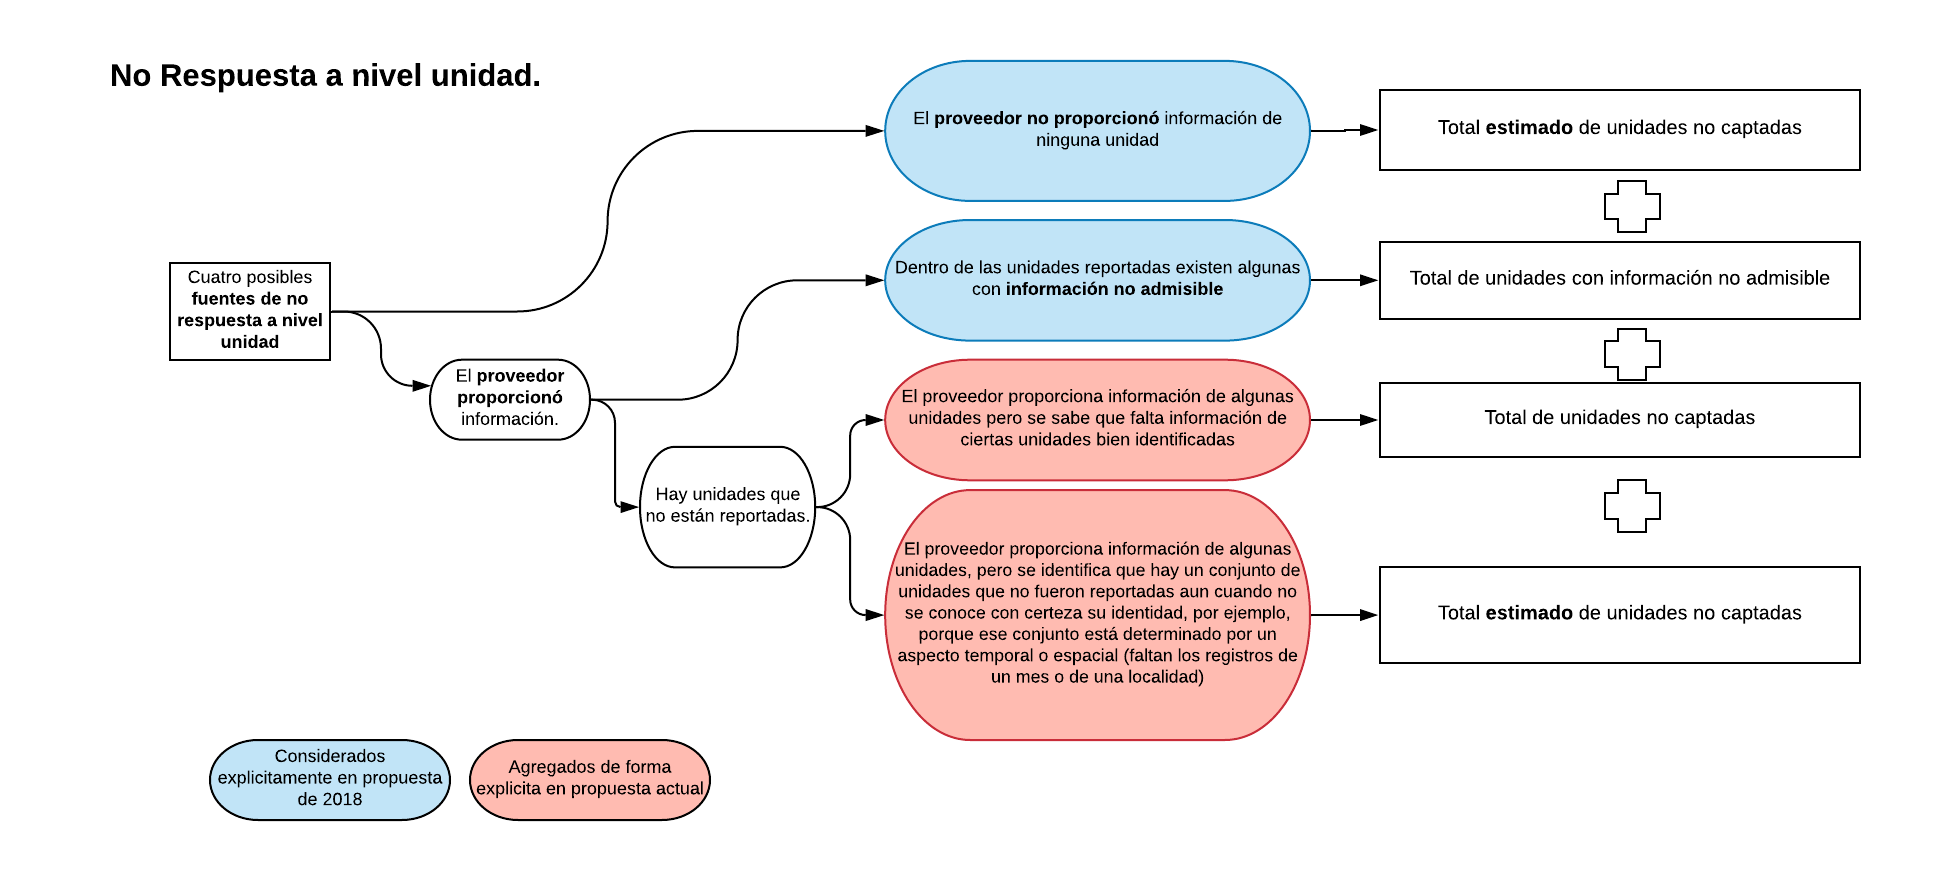 No Respuesta a nivel unidad.
Cuatro posibles
fuentes de no
respuesta a nivel
unidad
El proveedor
proporcionó
información.
Hay unidades que
no están reportadas.
El proveedor no proporcionó información de
ninguna unidad
Total estimado de unidades no captadas
Dentro de las unidades reportadas existen algunas
con información no admisible
Total de unidades con información no admisible
El proveedor proporciona información de algunas
unidades pero se sabe que falta información de
ciertas unidades bien identificadas
Total de unidades no captadas
El proveedor proporciona información de algunas
unidades, pero se identifica que hay un conjunto de
unidades que no fueron reportadas aun cuando no
se conoce con certeza su identidad, por ejemplo,
porque ese conjunto está determinado por un
aspecto temporal o espacial (faltan los registros de
un mes o de una localidad)
Total estimado de unidades no captadas
Considerados
explicitamente en propuesta
de 2018
Agregados de forma
explicita en propuesta actual